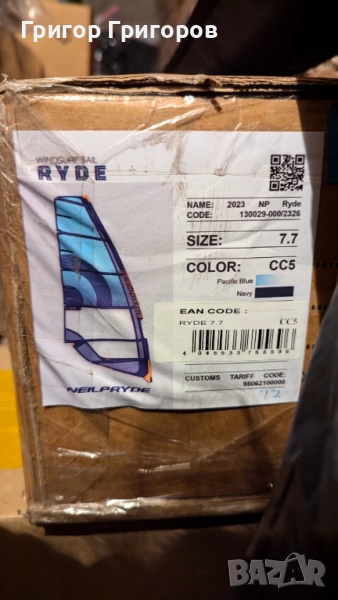 Григор Григоров
WINDSURF SAIL
RYDE
NAME: 2023 NP Ryde
CODE: 130029-000/2326
SIZE: 7.7
COLOR: CC5
Pacific Blue
Navy
EAN CODE :
RYDE 7.7 CC5
NEILPRYDE
CUSTOMS TARIFF CODE:
95062100000
BAZAR